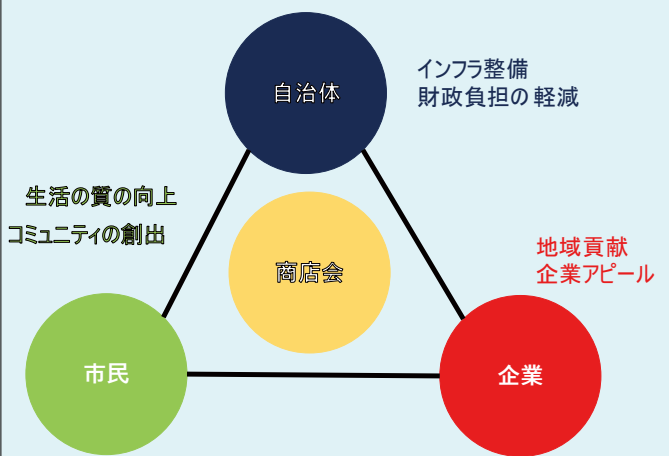 自治体
インフラ整備
財政負担の軽減
生活の質の向上
コミュニティの創出
商店会
地域貢献
企業アピール
市民
企業